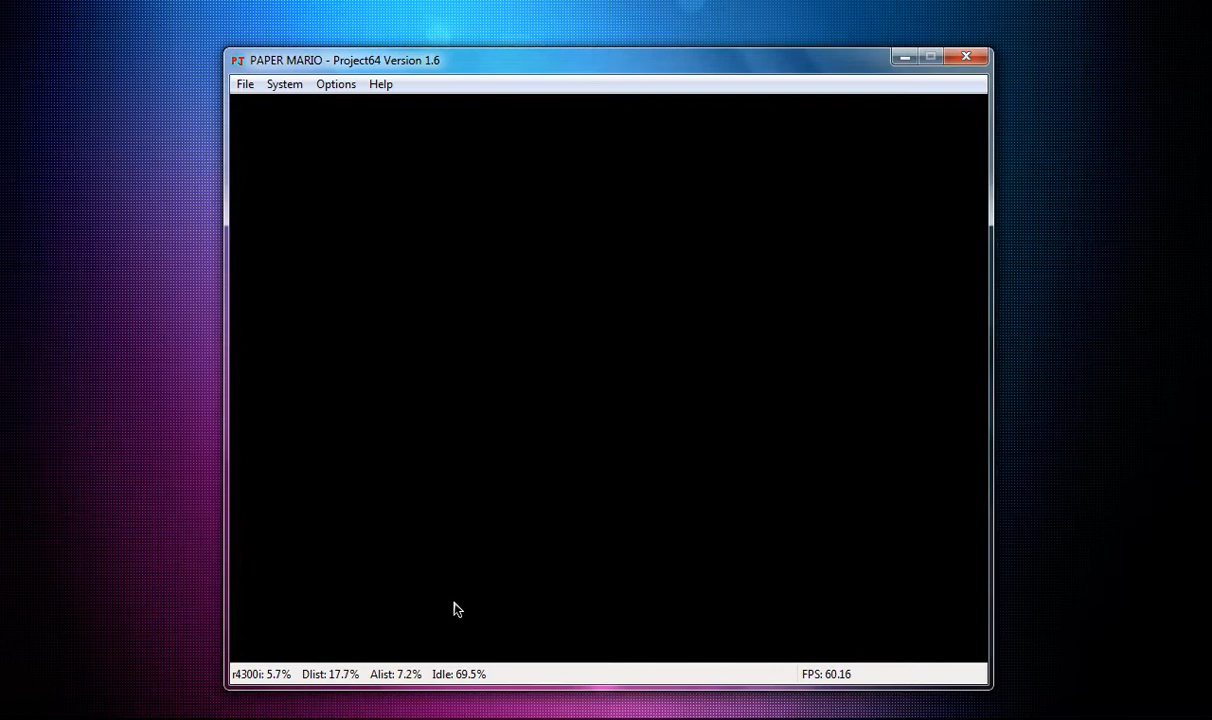 PJ PAPER MARIO - Project64 Version 1.6
File System Options Help
r4300i: 5.7% Dlist: 17.7% Alist: 7.2% Idle: 69.5% FPS: 60.16